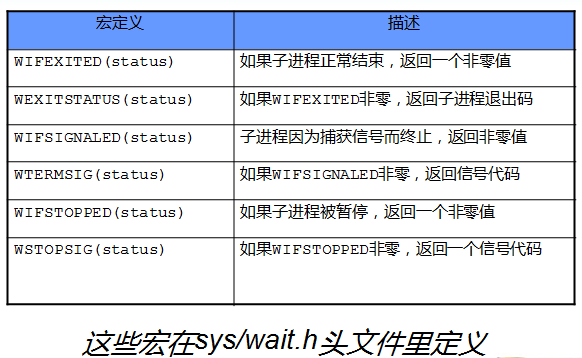 宏定义 描述
WIFEXITED(status) 如果子进程正常结束，返回一个非零值
WEXITSTATUS(status) 如果WIFEXITED非零，返回子进程退出码
WIFSIGNALED(status) 子进程因为捕获信号而终止，返回非零值
WTERMSIG(status) 如果WIFSIGNALED非零，返回信号代码
WIFSTOPPED(status) 如果子进程被暂停，返回一个非零值
WSTOPSIG(status) 如果WIFSTOPPED非零，返回一个信号代码
这些宏在sys/wait.h头文件里定义